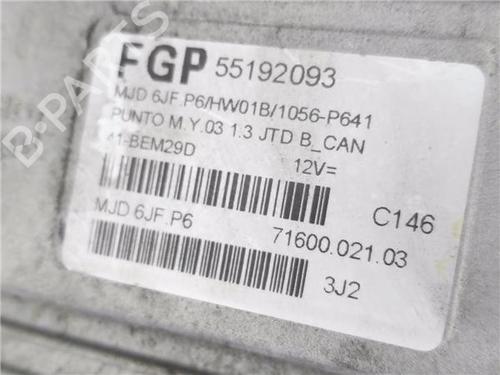 FGP 55192093
MJD 6JF.P6/HW01B/1056-P641
PUNTO M.Y.03 1.3 JTD B_CAN
41-BEM29D 12V=
C146
MJD 6JF.P6 71600.021.03
3J2
B-PARTS